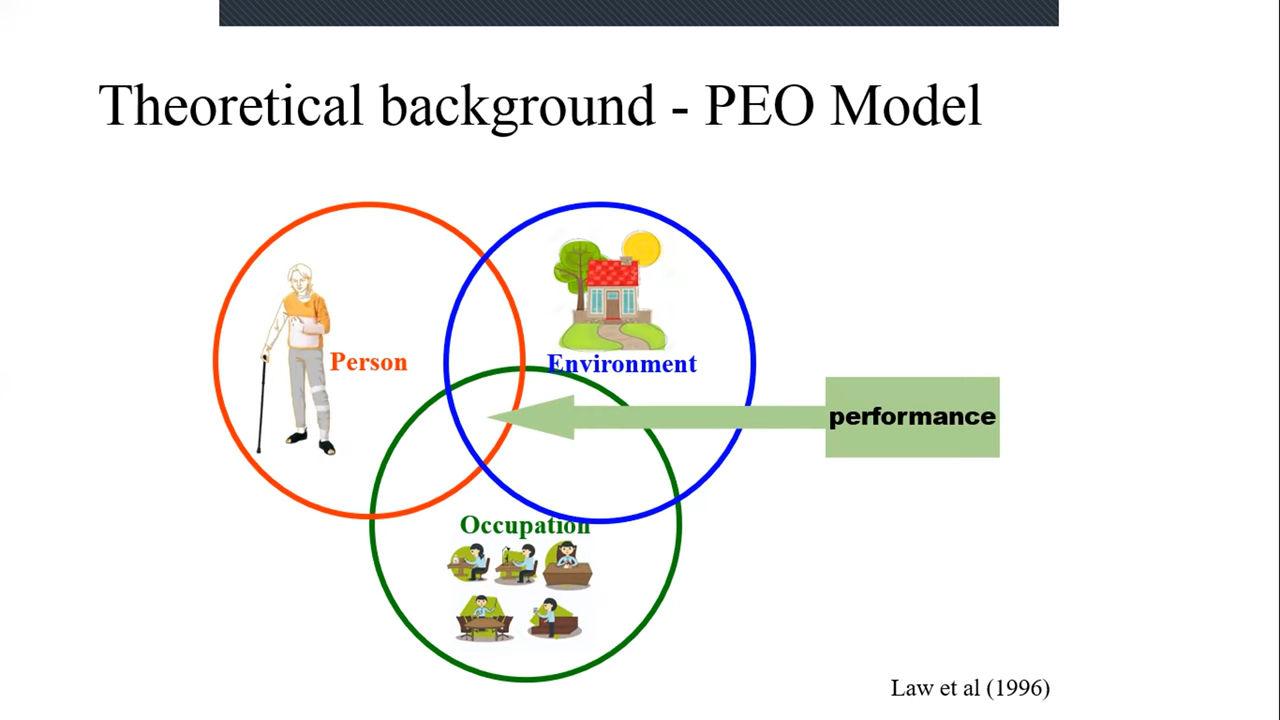 Theoretical background - PEO Model
Person
Environment
performance
Occupation
Law et al (1996)